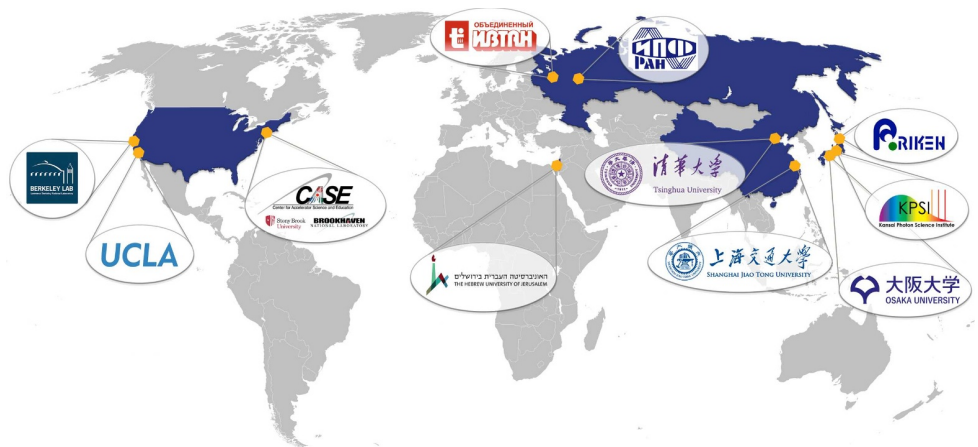 ОБЪЕДИНЕННЫЙ
ИВТАН
ИПФ
РАН
RIKEN
BERKELEY LAB
CASE
Center for Accelerator Science and Education
Stony Brook
University
BROOKHAVEN
NATIONAL LABORATORY
清華大学
Tsinghua University
KPSI
Kansai Photon Science Institute
UCLA
האוניברסיטה העברית בירושלים
THE HEBREW UNIVERSITY OF JERUSALEM
上海交通大学
SHANGHAI JIAO TONG UNIVERSITY
大阪大学
OSAKA UNIVERSITY